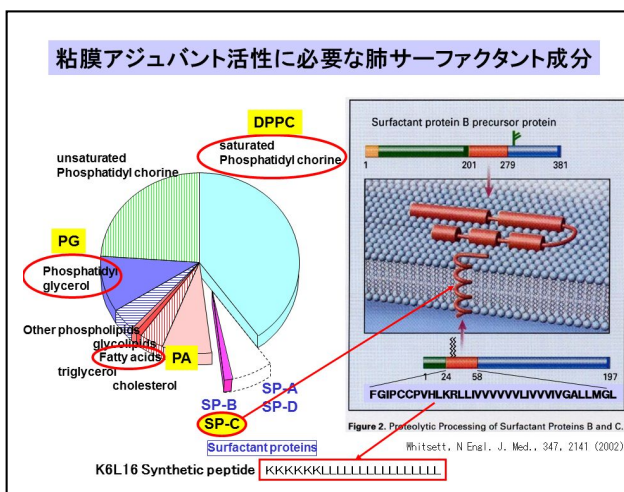 粘膜アジュバント活性に必要な肺サーファクタント成分
DPPC
saturated
Phosphatidyl chorine
unsaturated
Phosphatidyl chorine
PG
Phosphatidyl
glycerol
Other phospholipids
glycolipids
Fatty acids
PA
triglycerol
cholesterol
SP-B
SP-A
SP-C
SP-D
Surfactant proteins
K6L16 Synthetic peptide
KKKKKKLLLLLLLLLLLLLLLL
Surfactant protein B precursor protein
1 201 279 381
1 24 58 197
FGIPCCPVHLKRLLIVVVVVVLIVVVIVGALLMGL
Figure 2. Proteolytic Processing of Surfactant Proteins B and C.
Whitsett, N Engl. J. Med., 347, 2141 (2002)